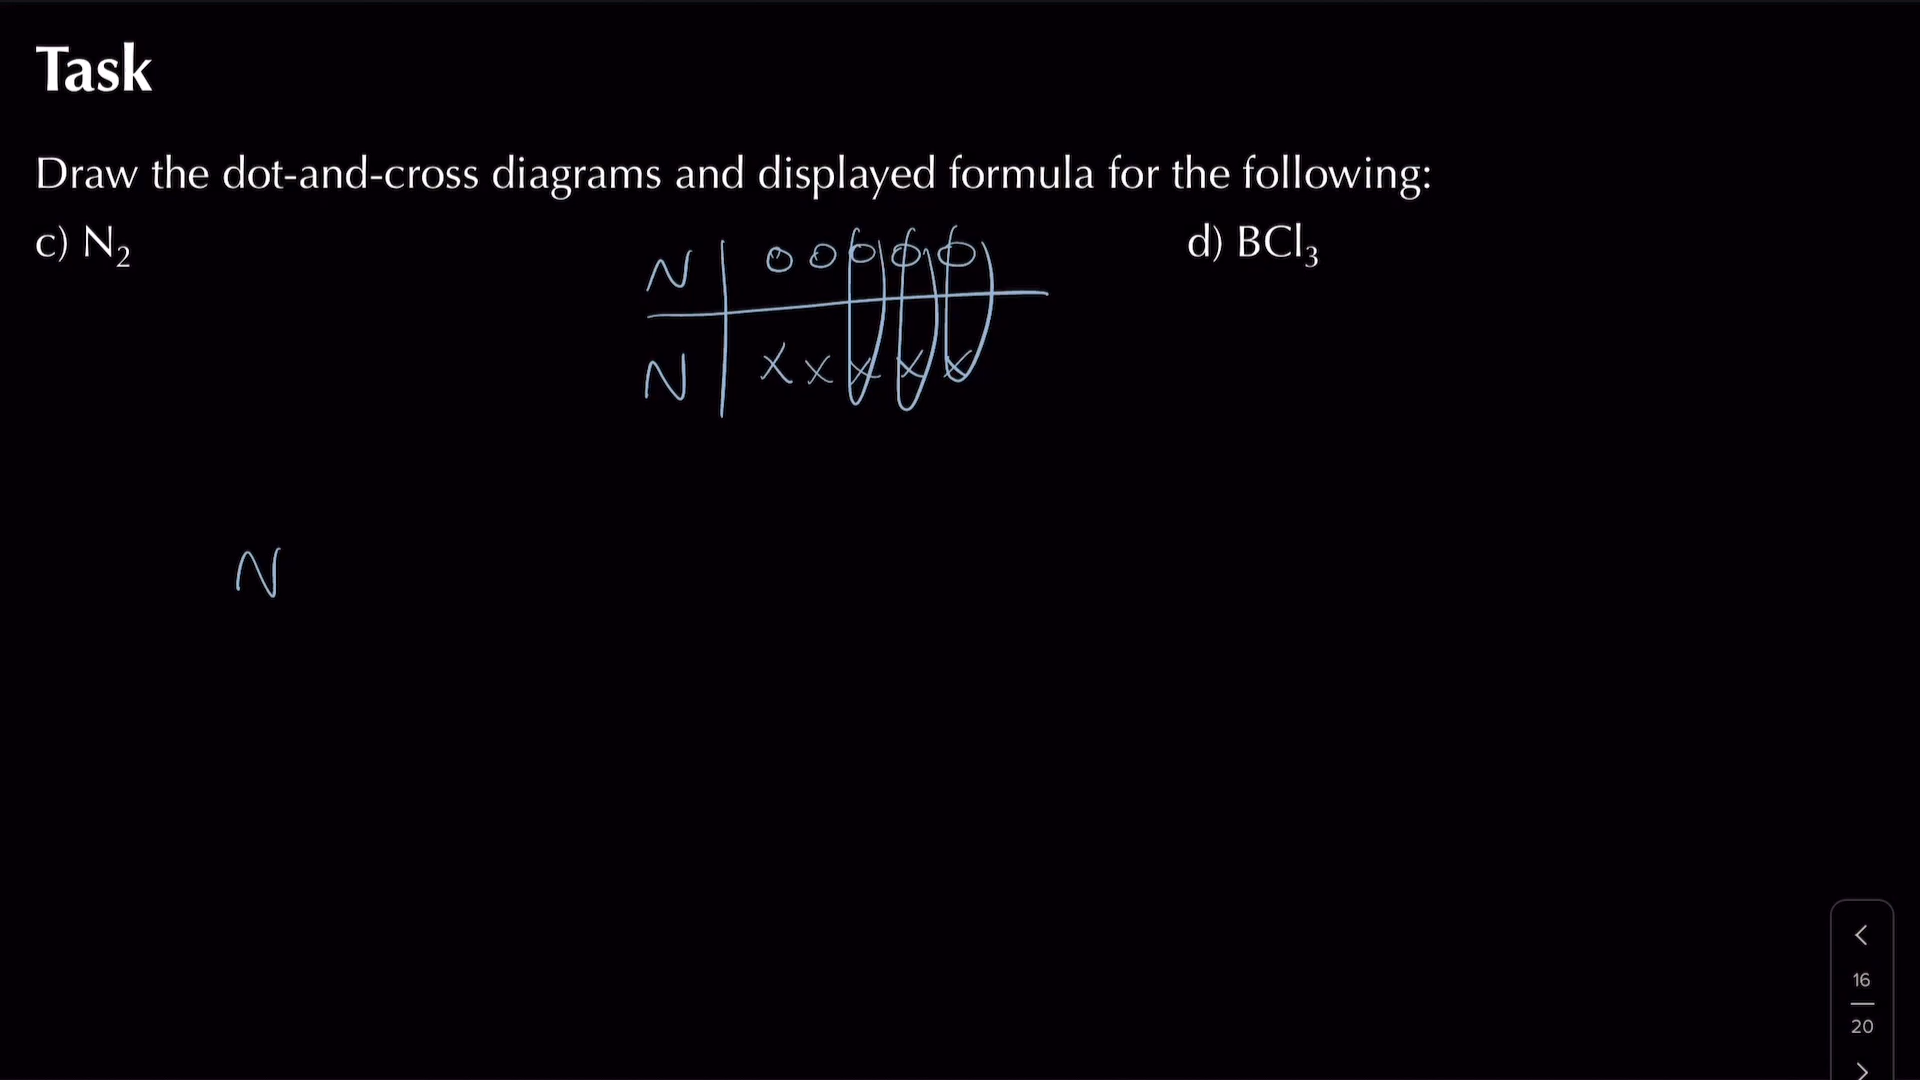 Task
Draw the dot-and-cross diagrams and displayed formula for the following:
c) N₂
d) BCl₃
N | o o o o o
N | x x x x x
N
<
16
20
>